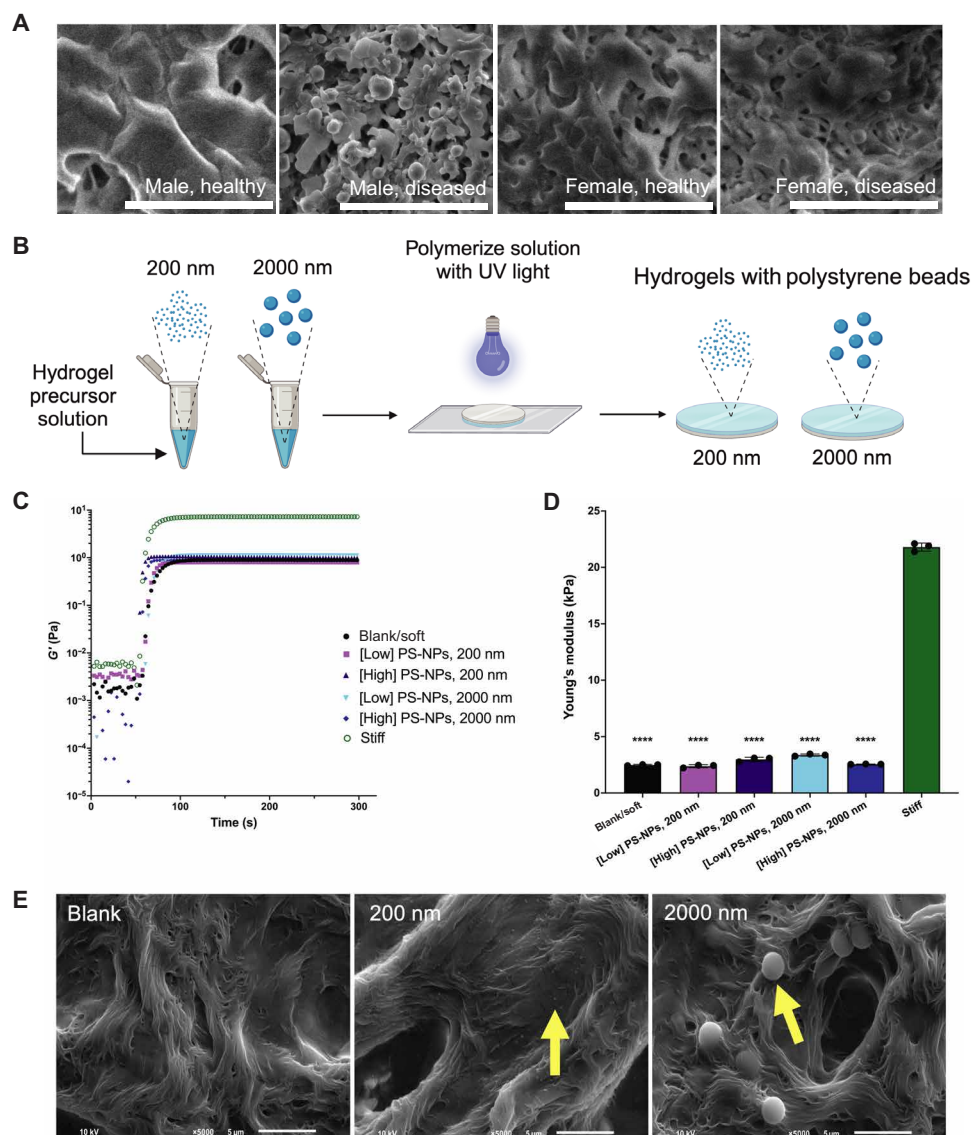 A
Male, healthy
Male, diseased
Female, healthy
Female, diseased
B
200 nm
2000 nm
Hydrogel
precursor
solution
Polymerize solution
with UV light
Hydrogels with polystyrene beads
200 nm
2000 nm
C
G′ (Pa)
10¹
10⁰
10⁻¹
10⁻²
10⁻³
10⁻⁴
10⁻⁵
0
100
200
300
Time (s)
Blank/soft
[Low] PS-NPs, 200 nm
[High] PS-NPs, 200 nm
[Low] PS-NPs, 2000 nm
[High] PS-NPs, 2000 nm
Stiff
D
Young's modulus (kPa)
25
20
15
10
5
0
**** **** **** **** ****
Blank/soft
[Low] PS-NPs, 200 nm
[High] PS-NPs, 200 nm
[Low] PS-NPs, 2000 nm
[High] PS-NPs, 2000 nm
Stiff
E
Blank
10 kV ×5000 5 µm
200 nm
10 kV ×5000 5 µm
2000 nm
10 kV ×5000 5 µm